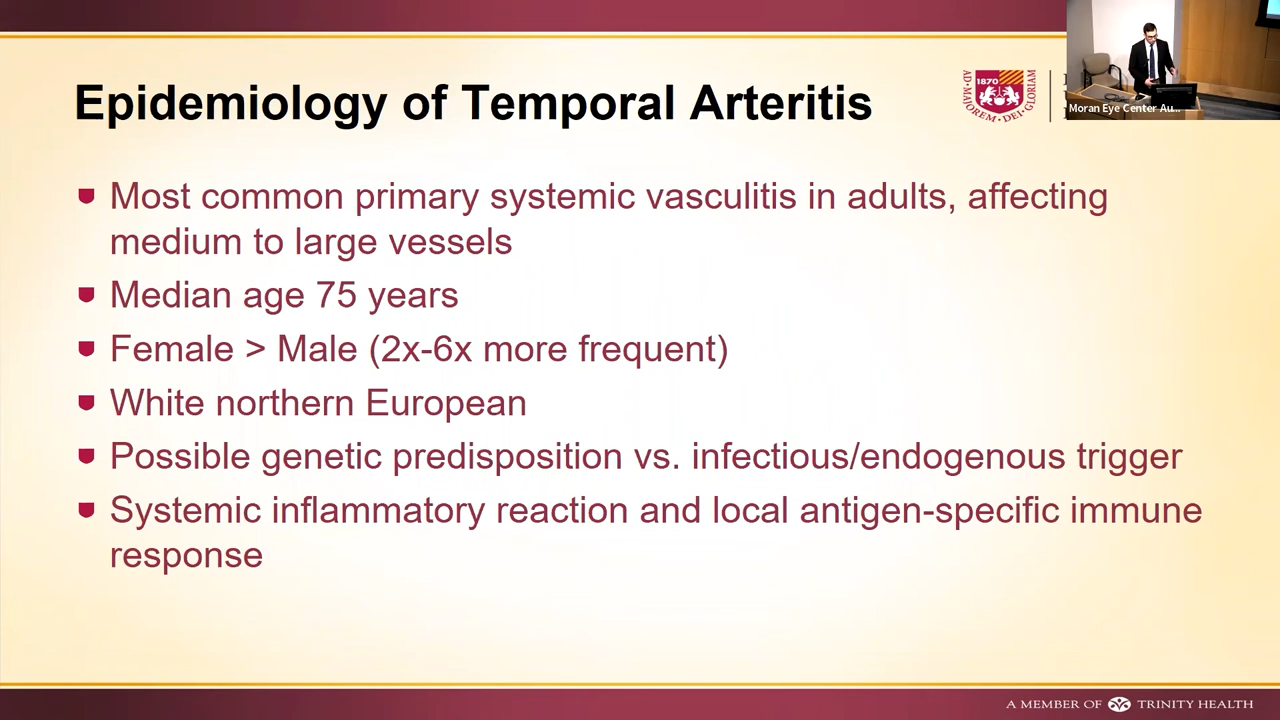 Epidemiology of Temporal Arteritis
1870
AD·MAIOREM·DEI·GLORIAM
Moran Eye Center Au...
Most common primary systemic vasculitis in adults, affecting
medium to large vessels
Median age 75 years
Female > Male (2x-6x more frequent)
White northern European
Possible genetic predisposition vs. infectious/endogenous trigger
Systemic inflammatory reaction and local antigen-specific immune
response
A MEMBER OF TRINITY HEALTH